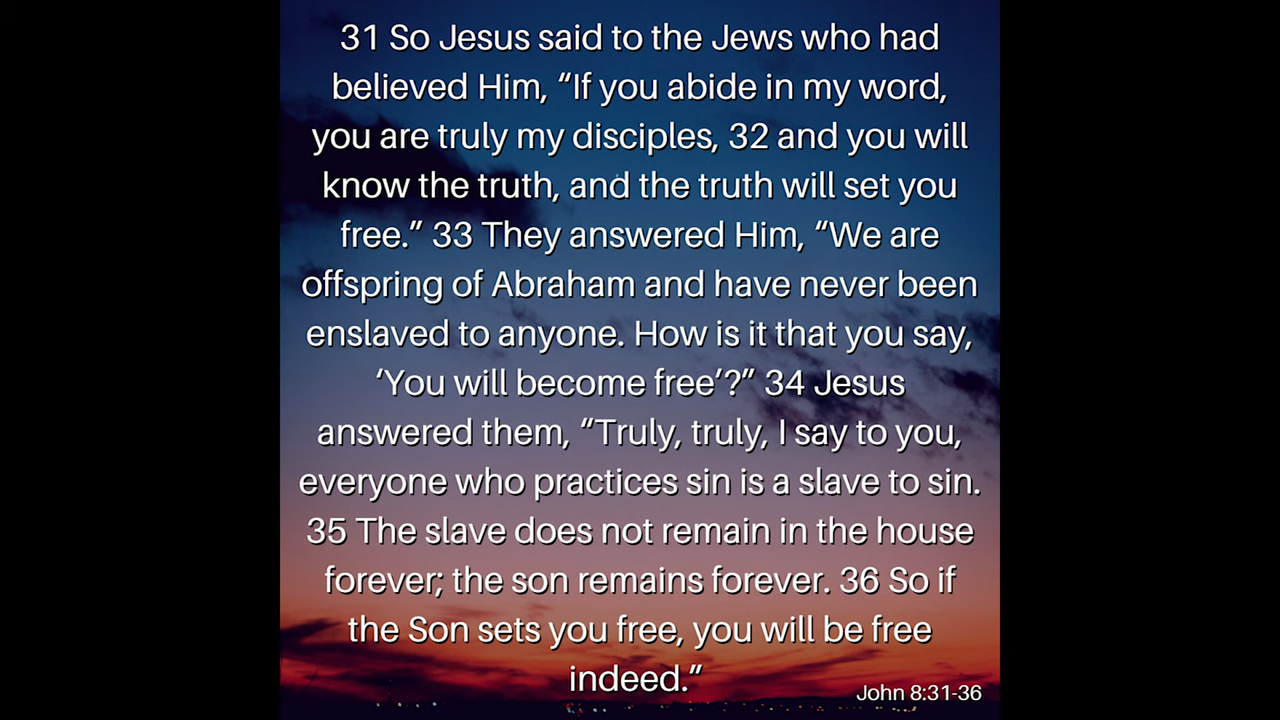 31 So Jesus said to the Jews who had
believed Him, “If you abide in my word,
you are truly my disciples, 32 and you will
know the truth, and the truth will set you
free.” 33 They answered Him, “We are
offspring of Abraham and have never been
enslaved to anyone. How is it that you say,
‘You will become free’?” 34 Jesus
answered them, “Truly, truly, I say to you,
everyone who practices sin is a slave to sin.
35 The slave does not remain in the house
forever; the son remains forever. 36 So if
the Son sets you free, you will be free
indeed.”
John 8:31-36